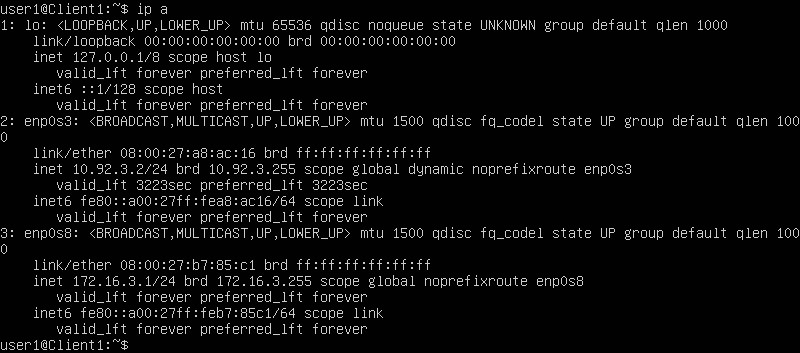 user1@Client1:~$ ip a
1: lo: <LOOPBACK,UP,LOWER_UP> mtu 65536 qdisc noqueue state UNKNOWN group default qlen 1000
    link/loopback 00:00:00:00:00:00 brd 00:00:00:00:00:00
    inet 127.0.0.1/8 scope host lo
       valid_lft forever preferred_lft forever
    inet6 ::1/128 scope host
       valid_lft forever preferred_lft forever
2: enp0s3: <BROADCAST,MULTICAST,UP,LOWER_UP> mtu 1500 qdisc fq_codel state UP group default qlen 100
0
    link/ether 08:00:27:a8:ac:16 brd ff:ff:ff:ff:ff:ff
    inet 10.92.3.2/24 brd 10.92.3.255 scope global dynamic noprefixroute enp0s3
       valid_lft 3223sec preferred_lft 3223sec
    inet6 fe80::a00:27ff:fea8:ac16/64 scope link
       valid_lft forever preferred_lft forever
3: enp0s8: <BROADCAST,MULTICAST,UP,LOWER_UP> mtu 1500 qdisc fq_codel state UP group default qlen 100
0
    link/ether 08:00:27:b7:85:c1 brd ff:ff:ff:ff:ff:ff
    inet 172.16.3.1/24 brd 172.16.3.255 scope global noprefixroute enp0s8
       valid_lft forever preferred_lft forever
    inet6 fe80::a00:27ff:feb7:85c1/64 scope link
       valid_lft forever preferred_lft forever
user1@Client1:~$